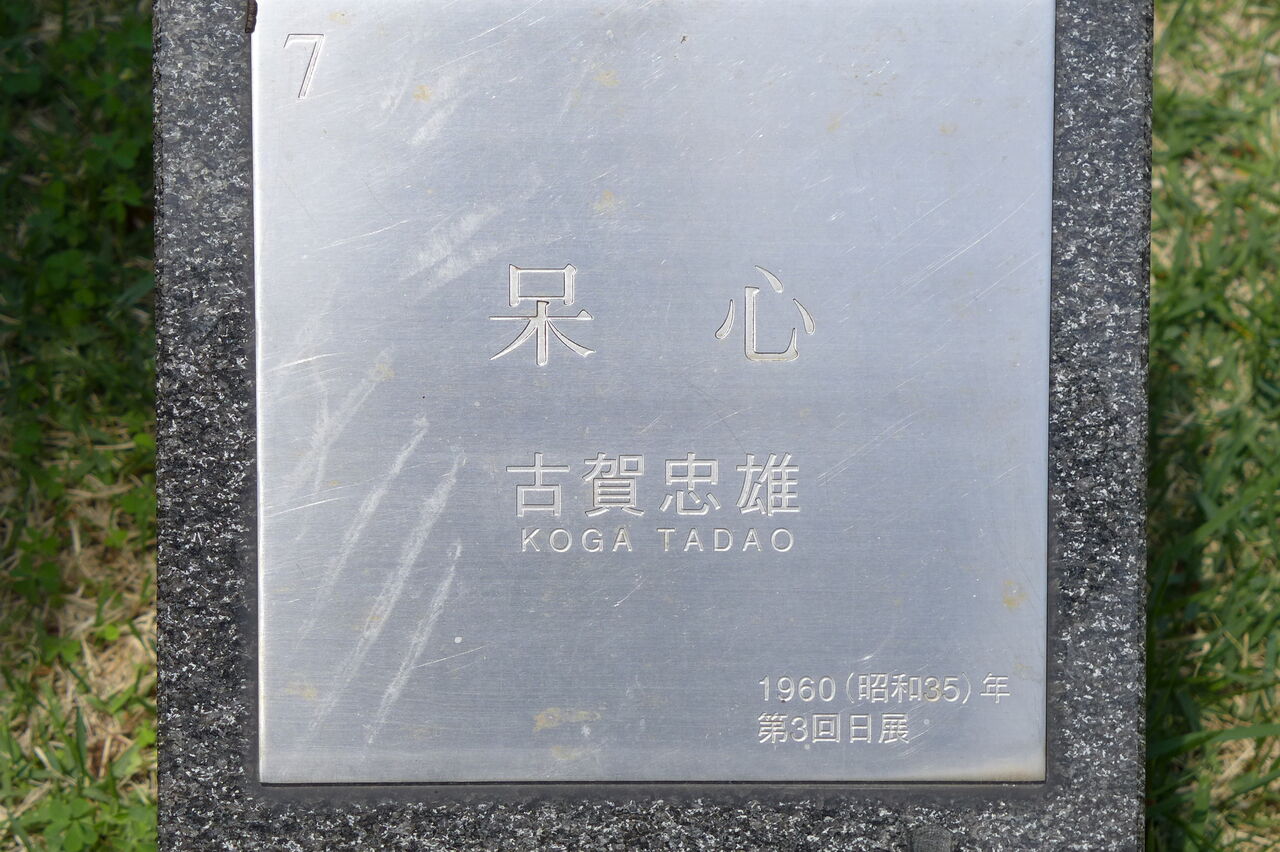 7
呆心
古賀忠雄
KOGA TADAO
1960(昭和35)年
第3回日展